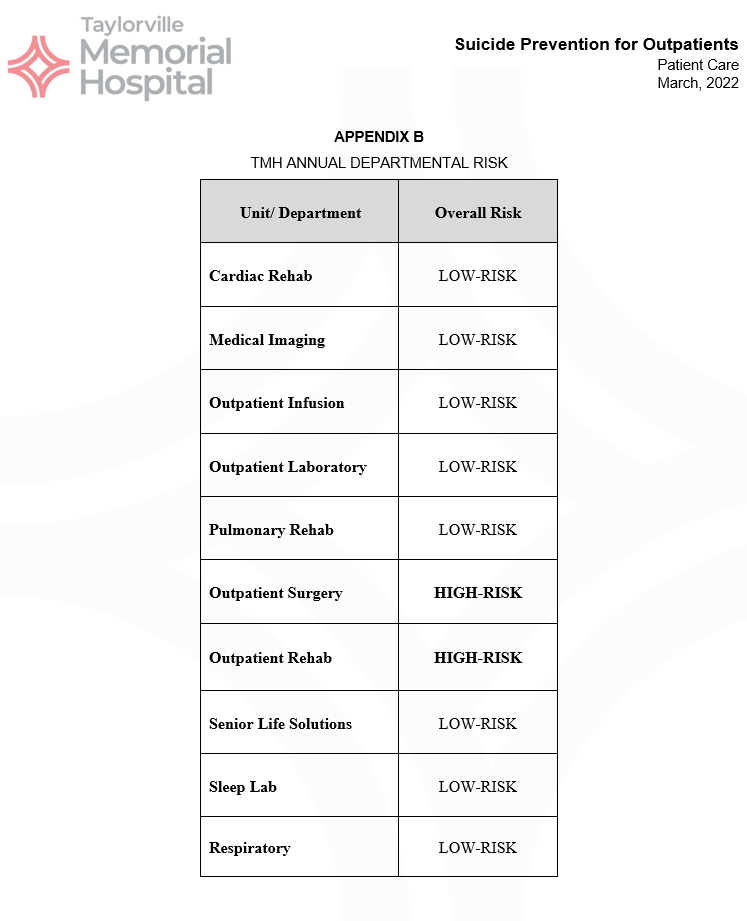 Taylorville
Memorial
Hospital
Suicide Prevention for Outpatients
Patient Care
March, 2022
APPENDIX B
TMH ANNUAL DEPARTMENTAL RISK
Unit/ Department Overall Risk
Cardiac Rehab LOW-RISK
Medical Imaging LOW-RISK
Outpatient Infusion LOW-RISK
Outpatient Laboratory LOW-RISK
Pulmonary Rehab LOW-RISK
Outpatient Surgery HIGH-RISK
Outpatient Rehab HIGH-RISK
Senior Life Solutions LOW-RISK
Sleep Lab LOW-RISK
Respiratory LOW-RISK